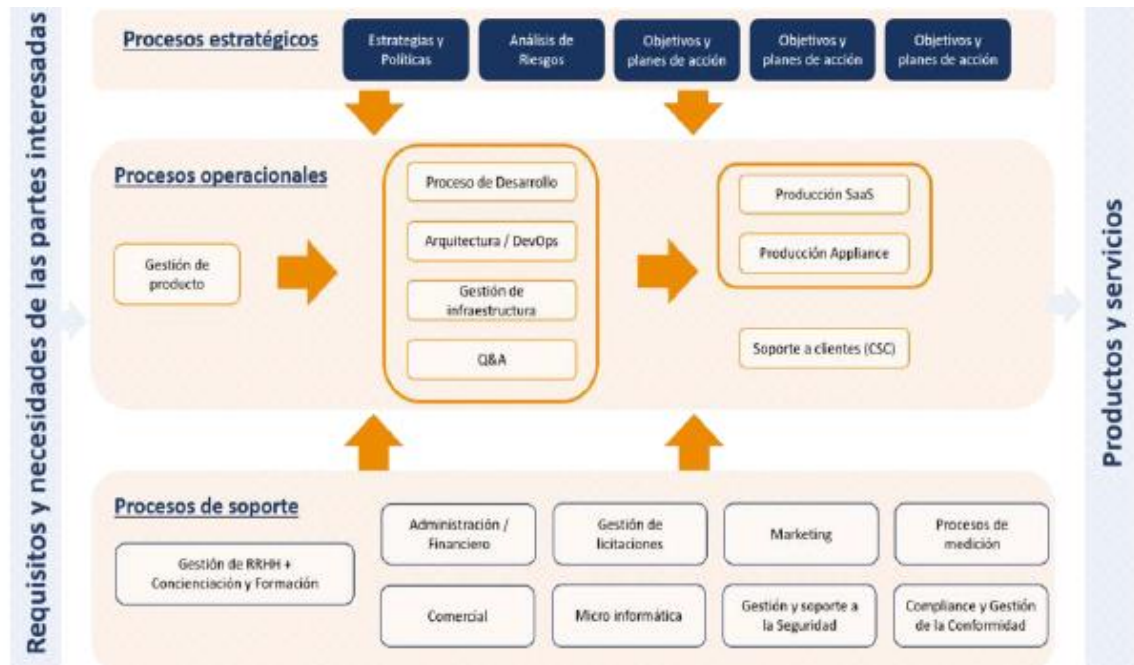 Requisitos y necesidades de las partes interesadas
Procesos estratégicos
Estrategias y
Políticas
Análisis de
Riesgos
Objetivos y
planes de acción
Objetivos y
planes de acción
Objetivos y
planes de acción
Procesos operacionales
Gestión de
producto
Proceso de Desarrollo
Arquitectura / DevOps
Gestión de
infraestructura
Q&A
Producción SaaS
Producción Appliance
Soporte a clientes (CSC)
Procesos de soporte
Gestión de RRHH +
Concienciación y Formación
Administración /
Financiero
Gestión de
licitaciones
Marketing
Procesos de
medición
Comercial
Micro informática
Gestión y soporte a
la Seguridad
Compliance y Gestión
de la Conformidad
Productos y servicios